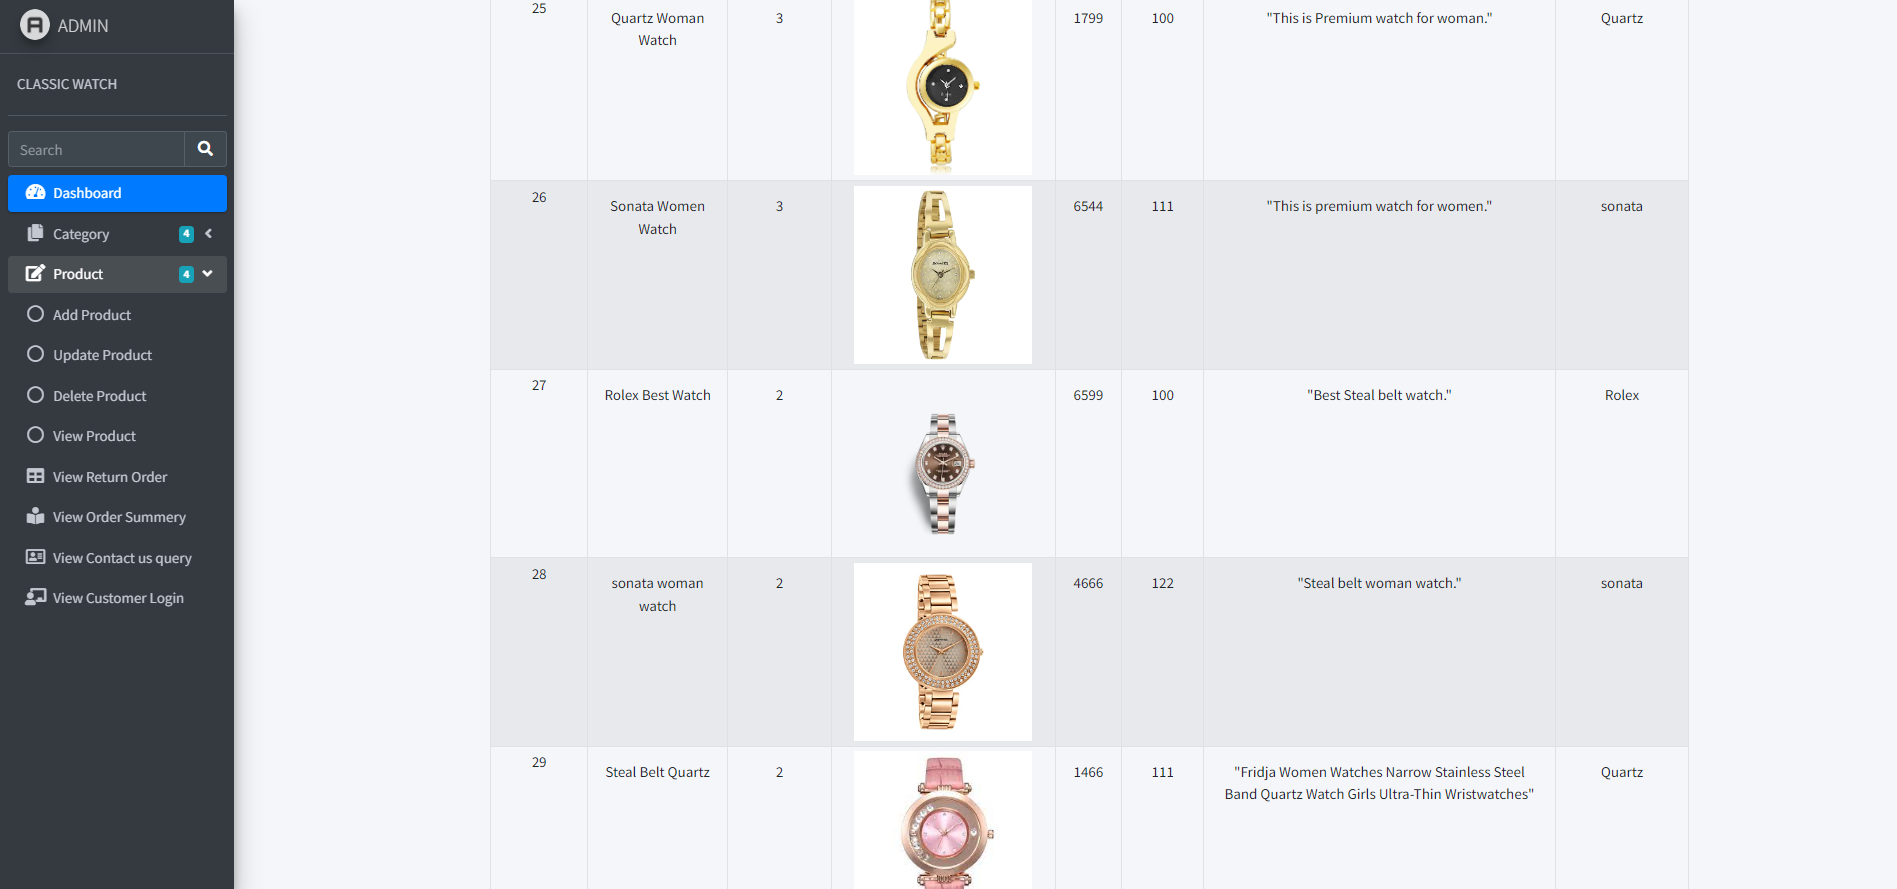 ADMIN
CLASSIC WATCH
Search
Dashboard
Category 4
Product 4
Add Product
Update Product
Delete Product
View Product
View Return Order
View Order Summery
View Contact us query
View Customer Login
25 Quartz Woman 3 1799 100 "This is Premium watch for woman." Quartz
Watch
26 Sonata Women 3 6544 111 "This is premium watch for women." sonata
Watch
27 Rolex Best Watch 2 6599 100 "Best Steal belt watch." Rolex
28 sonata woman 2 4666 122 "Steal belt woman watch." sonata
watch
29 Steal Belt Quartz 2 1466 111 "Fridja Women Watches Narrow Stainless Steel Quartz
Band Quartz Watch Girls Ultra-Thin Wristwatches"